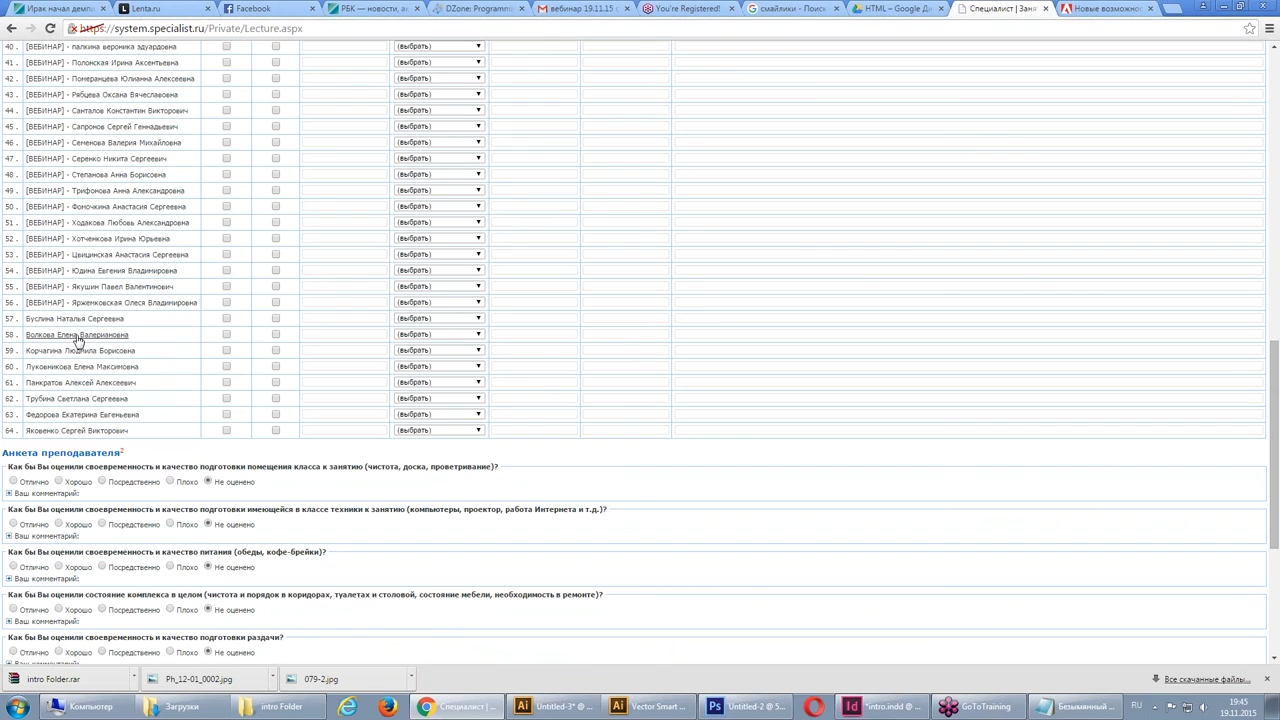 Ирак начал демпи
Lenta.ru
Facebook
РБК — новости, ак
DZone: Programmi
вебинар 19.11.15 с
You're Registered!
смайлики - Поиск
HTML – Google До
Специалист | Заня
Новые возможнос
https://system.specialist.ru/Private/Lecture.aspx
40 . [ВЕБИНАР] - палкина вероника эдуардовна (выбрать)
41 . [ВЕБИНАР] - Полонская Ирина Аксентьевна (выбрать)
42 . [ВЕБИНАР] - Померанцева Юлианна Алексеевна (выбрать)
43 . [ВЕБИНАР] - Рябцева Оксана Вячеславовна (выбрать)
44 . [ВЕБИНАР] - Санталов Константин Викторович (выбрать)
45 . [ВЕБИНАР] - Сапронов Сергей Геннадьевич (выбрать)
46 . [ВЕБИНАР] - Семенова Валерия Михайловна (выбрать)
47 . [ВЕБИНАР] - Серенко Никита Сергеевич (выбрать)
48 . [ВЕБИНАР] - Степанова Анна Борисовна (выбрать)
49 . [ВЕБИНАР] - Трифонова Анна Александровна (выбрать)
50 . [ВЕБИНАР] - Фомочкина Анастасия Сергеевна (выбрать)
51 . [ВЕБИНАР] - Ходакова Любовь Александровна (выбрать)
52 . [ВЕБИНАР] - Хотченкова Ирина Юрьевна (выбрать)
53 . [ВЕБИНАР] - Цвицинская Анастасия Сергеевна (выбрать)
54 . [ВЕБИНАР] - Юдина Евгения Владимировна (выбрать)
55 . [ВЕБИНАР] - Якушин Павел Валентинович (выбрать)
56 . [ВЕБИНАР] - Яржемковская Олеся Владимировна (выбрать)
57 . Буслина Наталья Сергеевна (выбрать)
58 . Волкова Елена Валериановна (выбрать)
59 . Корчагина Людмила Борисовна (выбрать)
60 . Луковникова Елена Максимовна (выбрать)
61 . Панкратов Алексей Алексеевич (выбрать)
62 . Трубина Светлана Сергеевна (выбрать)
63 . Федорова Екатерина Евгеньевна (выбрать)
64 . Яковенко Сергей Викторович (выбрать)
Анкета преподавателя²
Как бы Вы оценили своевременность и качество подготовки помещения класса к занятию (чистота, доска, проветривание)?
Отлично Хорошо Посредственно Плохо Не оценено
Ваш комментарий:
Как бы Вы оценили своевременность и качество подготовки имеющейся в классе техники к занятию (компьютеры, проектор, работа Интернета и т.д.)?
Отлично Хорошо Посредственно Плохо Не оценено
Ваш комментарий:
Как бы Вы оценили своевременность и качество питания (обеды, кофе-брейки)?
Отлично Хорошо Посредственно Плохо Не оценено
Ваш комментарий:
Как бы Вы оценили состояние комплекса в целом (чистота и порядок в коридорах, туалетах и столовой, состояние мебели, необходимость в ремонте)?
Отлично Хорошо Посредственно Плохо Не оценено
Ваш комментарий:
Как бы Вы оценили своевременность и качество подготовки раздачи?
Отлично Хорошо Посредственно Плохо Не оценено
intro Folder.rar
Ph_12-01_0002.jpg
079-2.jpg
Все скачанные файлы...
Компьютер
Загрузки
intro Folder
Специалист | ...
Untitled-3* @ ...
Vector Smart ...
Untitled-2 @ 5...
*intro.indd @ ...
GoToTraining
Безымянный ...
RU
19:45
19.11.2015